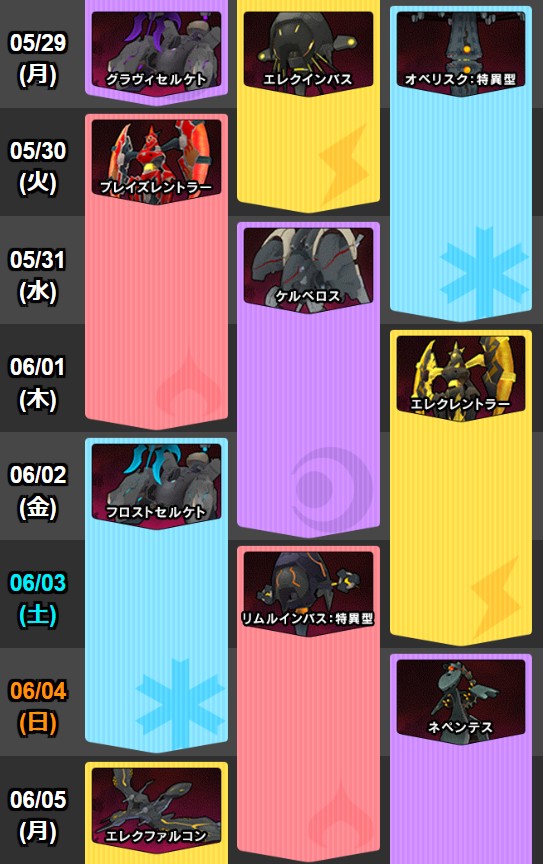 05/29
(月)
グラヴィセルケト
エレクインバス
オベリスク:特異型
05/30
(火)
ブレイズレントラー
05/31
(水)
ケルベロス
06/01
(木)
エレクレントラー
06/02
(金)
フロストセルケト
06/03
(土)
リムルインバス:特異型
06/04
(日)
ネペンテス
06/05
(月)
エレクファルコン